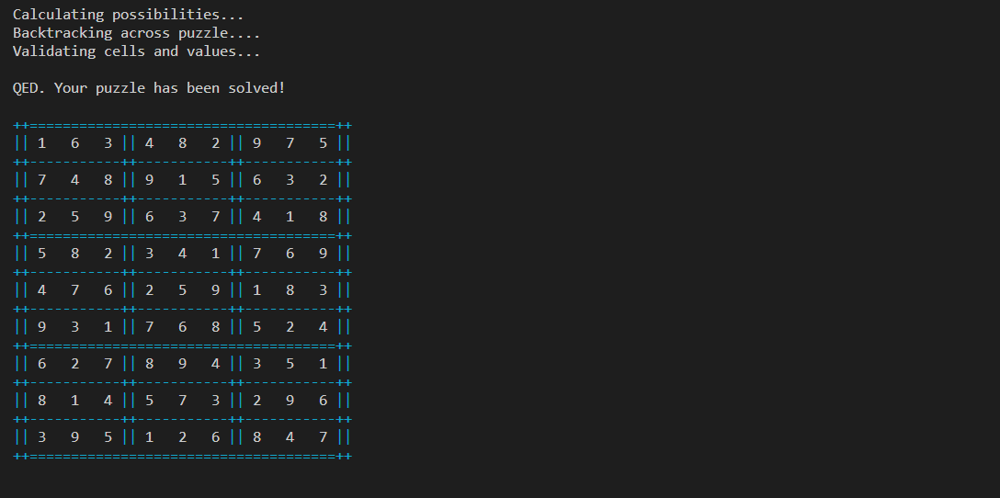 Calculating possibilities...
Backtracking across puzzle....
Validating cells and values...
QED. Your puzzle has been solved!
++=====================================++
|| 1   6   3 || 4   8   2 || 9   7   5 ||
++-----------++-----------++-----------++
|| 7   4   8 || 9   1   5 || 6   3   2 ||
++-----------++-----------++-----------++
|| 2   5   9 || 6   3   7 || 4   1   8 ||
++=====================================++
|| 5   8   2 || 3   4   1 || 7   6   9 ||
++-----------++-----------++-----------++
|| 4   7   6 || 2   5   9 || 1   8   3 ||
++-----------++-----------++-----------++
|| 9   3   1 || 7   6   8 || 5   2   4 ||
++=====================================++
|| 6   2   7 || 8   9   4 || 3   5   1 ||
++-----------++-----------++-----------++
|| 8   1   4 || 5   7   3 || 2   9   6 ||
++-----------++-----------++-----------++
|| 3   9   5 || 1   2   6 || 8   4   7 ||
++=====================================++